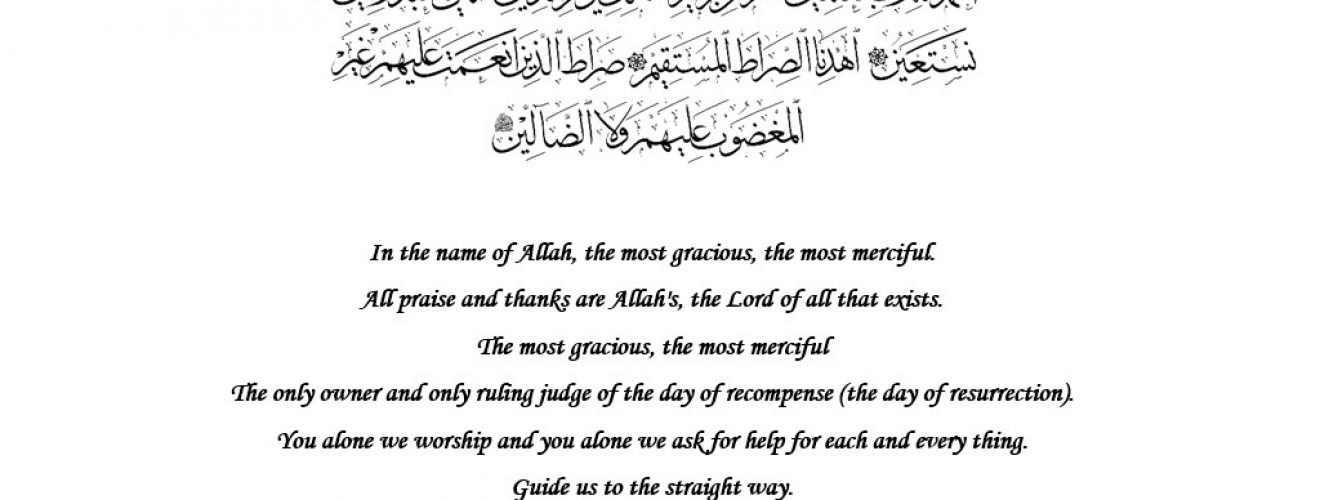 نَسْتَعِينُ ۞ اهْدِنَا الصِّرَاطَ الْمُسْتَقِيمَ ۞ صِرَاطَ الَّذِينَ أَنْعَمْتَ عَلَيْهِمْ غَيْرِ
الْمَغْضُوبِ عَلَيْهِمْ وَلَا الضَّالِّينَ
In the name of Allah, the most gracious, the most merciful.
All praise and thanks are Allah's, the Lord of all that exists.
The most gracious, the most merciful
The only owner and only ruling judge of the day of recompense (the day of resurrection).
You alone we worship and you alone we ask for help for each and every thing.
Guide us to the straight way.